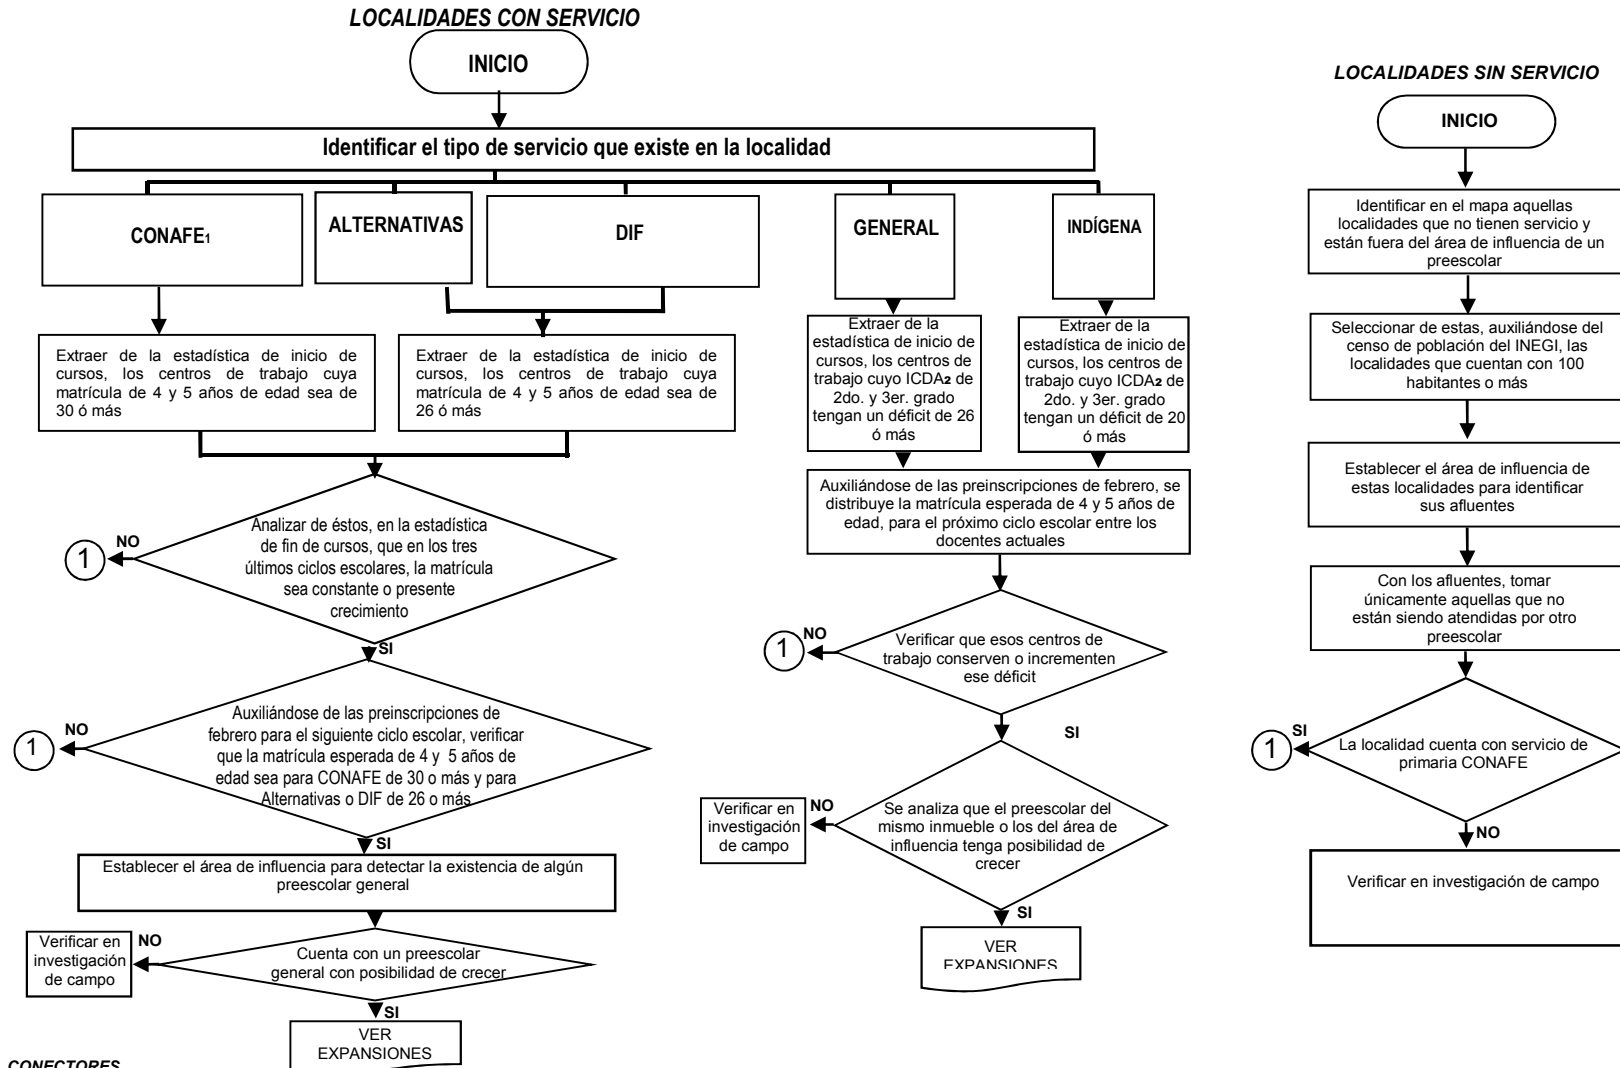 LOCALIDADES CON SERVICIO
INICIO
Identificar el tipo de servicio que existe en la localidad
CONAFE1
ALTERNATIVAS
DIF
GENERAL
INDÍGENA
Extraer de la estadística de inicio de
cursos, los centros de trabajo cuya
matrícula de 4 y 5 años de edad sea de
30 ó más
Extraer de la estadística de inicio de
cursos, los centros de trabajo cuya
matrícula de 4 y 5 años de edad sea de
26 ó más
Extraer de la
estadística de inicio de
cursos, los centros de
trabajo cuyo ICDA2 de
2do. y 3er. grado
tengan un déficit de 26
ó más
Extraer de la
estadística de inicio de
cursos, los centros de
trabajo cuyo ICDA2 de
2do. y 3er. grado
tengan un déficit de 20
ó más
Analizar de éstos, en la estadística
de fin de cursos, que en los tres
últimos ciclos escolares, la matrícula
sea constante o presente
crecimiento
NO
1
SI
Auxiliándose de las preinscripciones de
febrero para el siguiente ciclo escolar, verificar
que la matrícula esperada de 4 y 5 años de
edad sea para CONAFE de 30 o más y para
Alternativas o DIF de 26 o más
NO
1
SI
Establecer el área de influencia para detectar la existencia de algún
preescolar general
Cuenta con un preescolar
general con posibilidad de crecer
NO
Verificar en
investigación
de campo
SI
VER
EXPANSIONES
CONECTORES
Auxiliándose de las preinscripciones de febrero, se
distribuye la matrícula esperada de 4 y 5 años de
edad, para el próximo ciclo escolar entre los
docentes actuales
Verificar que esos centros de
trabajo conserven o incrementen
ese déficit
NO
1
SI
Se analiza que el preescolar del
mismo inmueble o los del área de
influencia tenga posibilidad de
crecer
NO
Verificar en
investigación
de campo
SI
VER
EXPANSIONES
LOCALIDADES SIN SERVICIO
INICIO
Identificar en el mapa aquellas
localidades que no tienen servicio y
están fuera del área de influencia de un
preescolar
Seleccionar de estas, auxiliándose del
censo de población del INEGI, las
localidades que cuentan con 100
habitantes o más
Establecer el área de influencia de
estas localidades para identificar
sus afluentes
Con los afluentes, tomar
únicamente aquellas que no
están siendo atendidas por otro
preescolar
La localidad cuenta con servicio de
primaria CONAFE
SI
1
NO
Verificar en investigación de campo